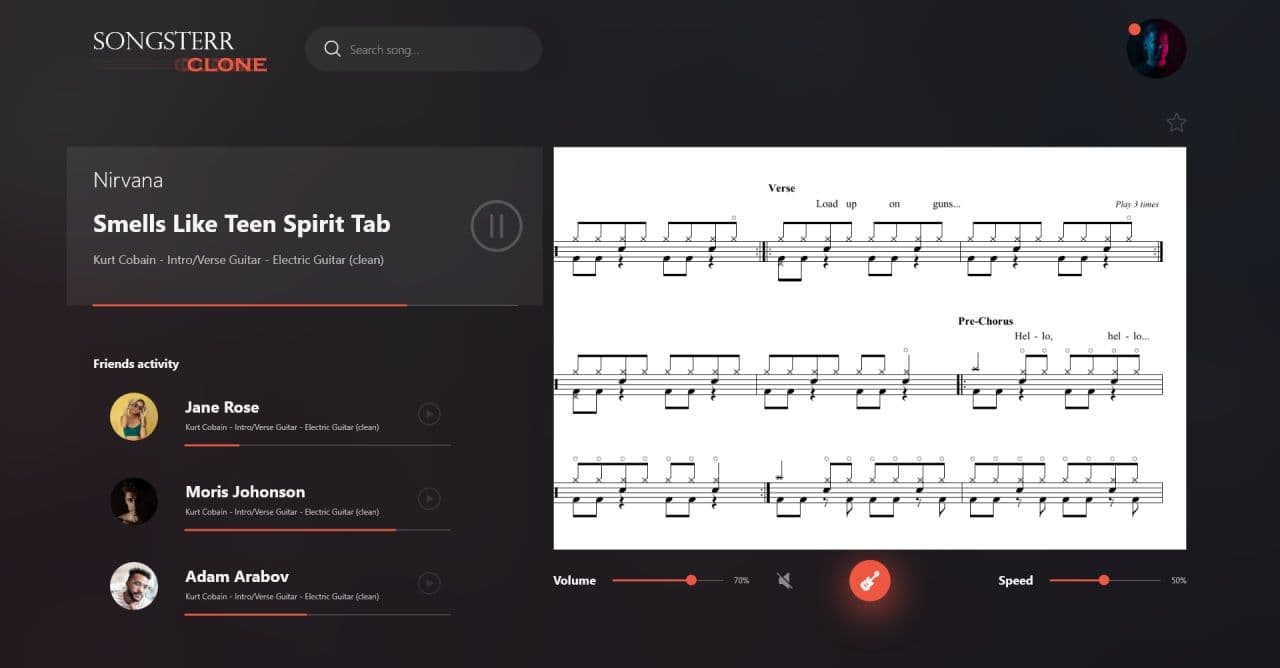 SONGSTERR
CLONE
Search song...
Nirvana
Smells Like Teen Spirit Tab
Kurt Cobain - Intro/Verse Guitar - Electric Guitar (clean)
Friends activity
Jane Rose
Kurt Cobain - Intro/Verse Guitar - Electric Guitar (clean)
Moris Johonson
Kurt Cobain - Intro/Verse Guitar - Electric Guitar (clean)
Adam Arabov
Kurt Cobain - Intro/Verse Guitar - Electric Guitar (clean)
Verse
Load up on guns...
Play 3 times
Pre-Chorus
Hel - lo, hel - lo...
Volume 70%
Speed 50%